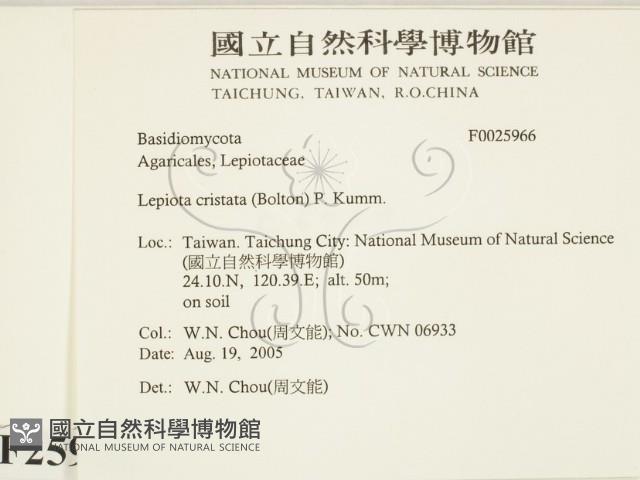 國立自然科學博物館
NATIONAL MUSEUM OF NATURAL SCIENCE
TAICHUNG, TAIWAN, R.O.CHINA
Basidiomycota F0025966
Agaricales, Lepiotaceae
Lepiota cristata (Bolton) P. Kumm.
Loc.: Taiwan. Taichung City: National Museum of Natural Science
(國立自然科學博物館)
24.10.N, 120.39.E; alt. 50m;
on soil
Col.: W.N. Chou(周文能); No. CWN 06933
Date: Aug. 19, 2005
Det.: W.N. Chou(周文能)
國立自然科學博物館
NATIONAL MUSEUM OF NATURAL SCIENCE